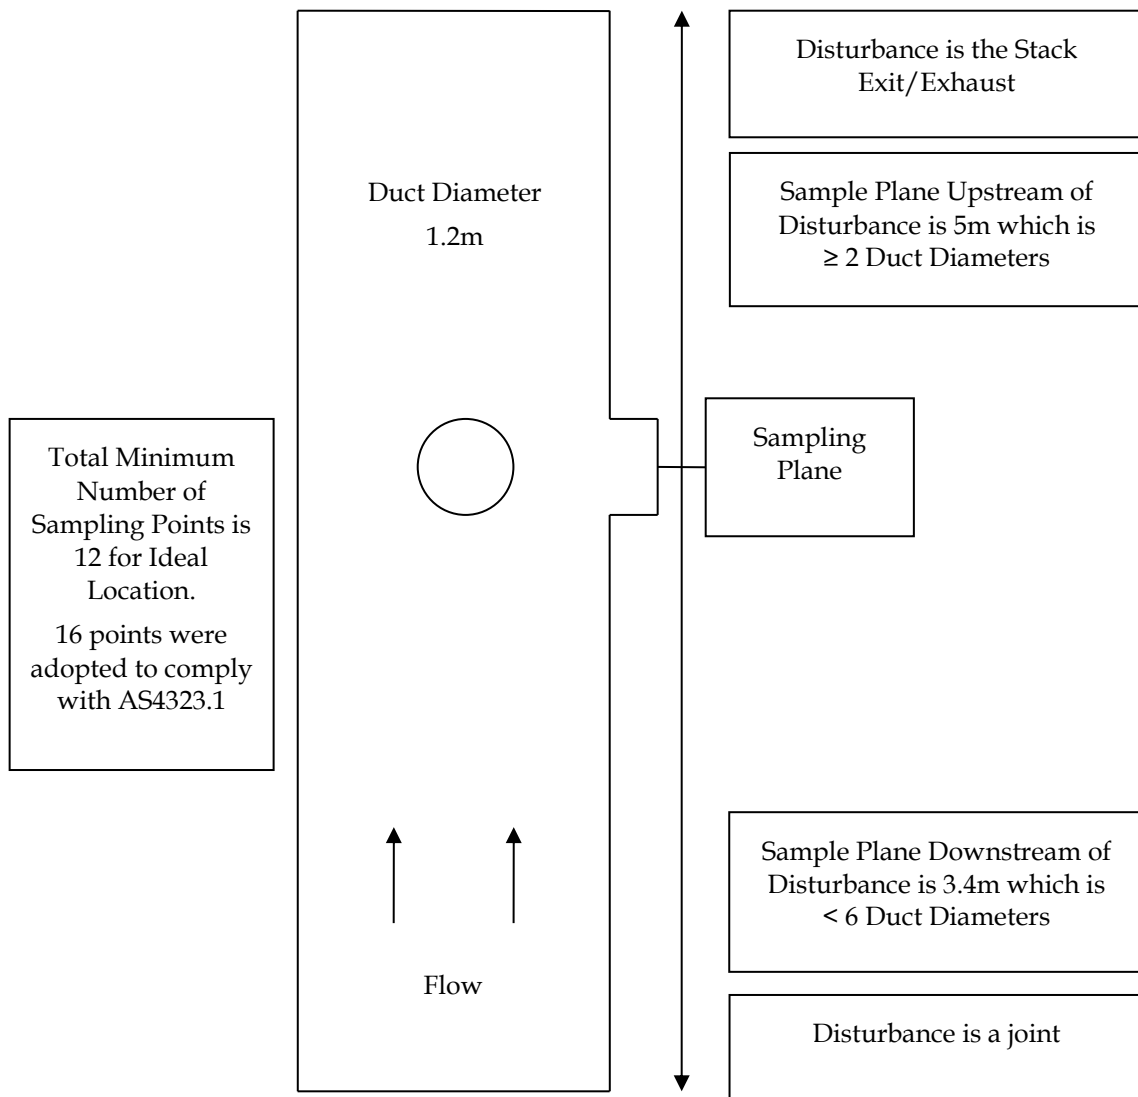 Disturbance is the Stack
Exit/Exhaust
Duct Diameter
1.2m
Sample Plane Upstream of
Disturbance is 5m which is
≥ 2 Duct Diameters
Total Minimum
Number of
Sampling Points is
12 for Ideal
Location.
16 points were
adopted to comply
with AS4323.1
Sampling
Plane
Sample Plane Downstream of
Disturbance is 3.4m which is
< 6 Duct Diameters
Flow
Disturbance is a joint